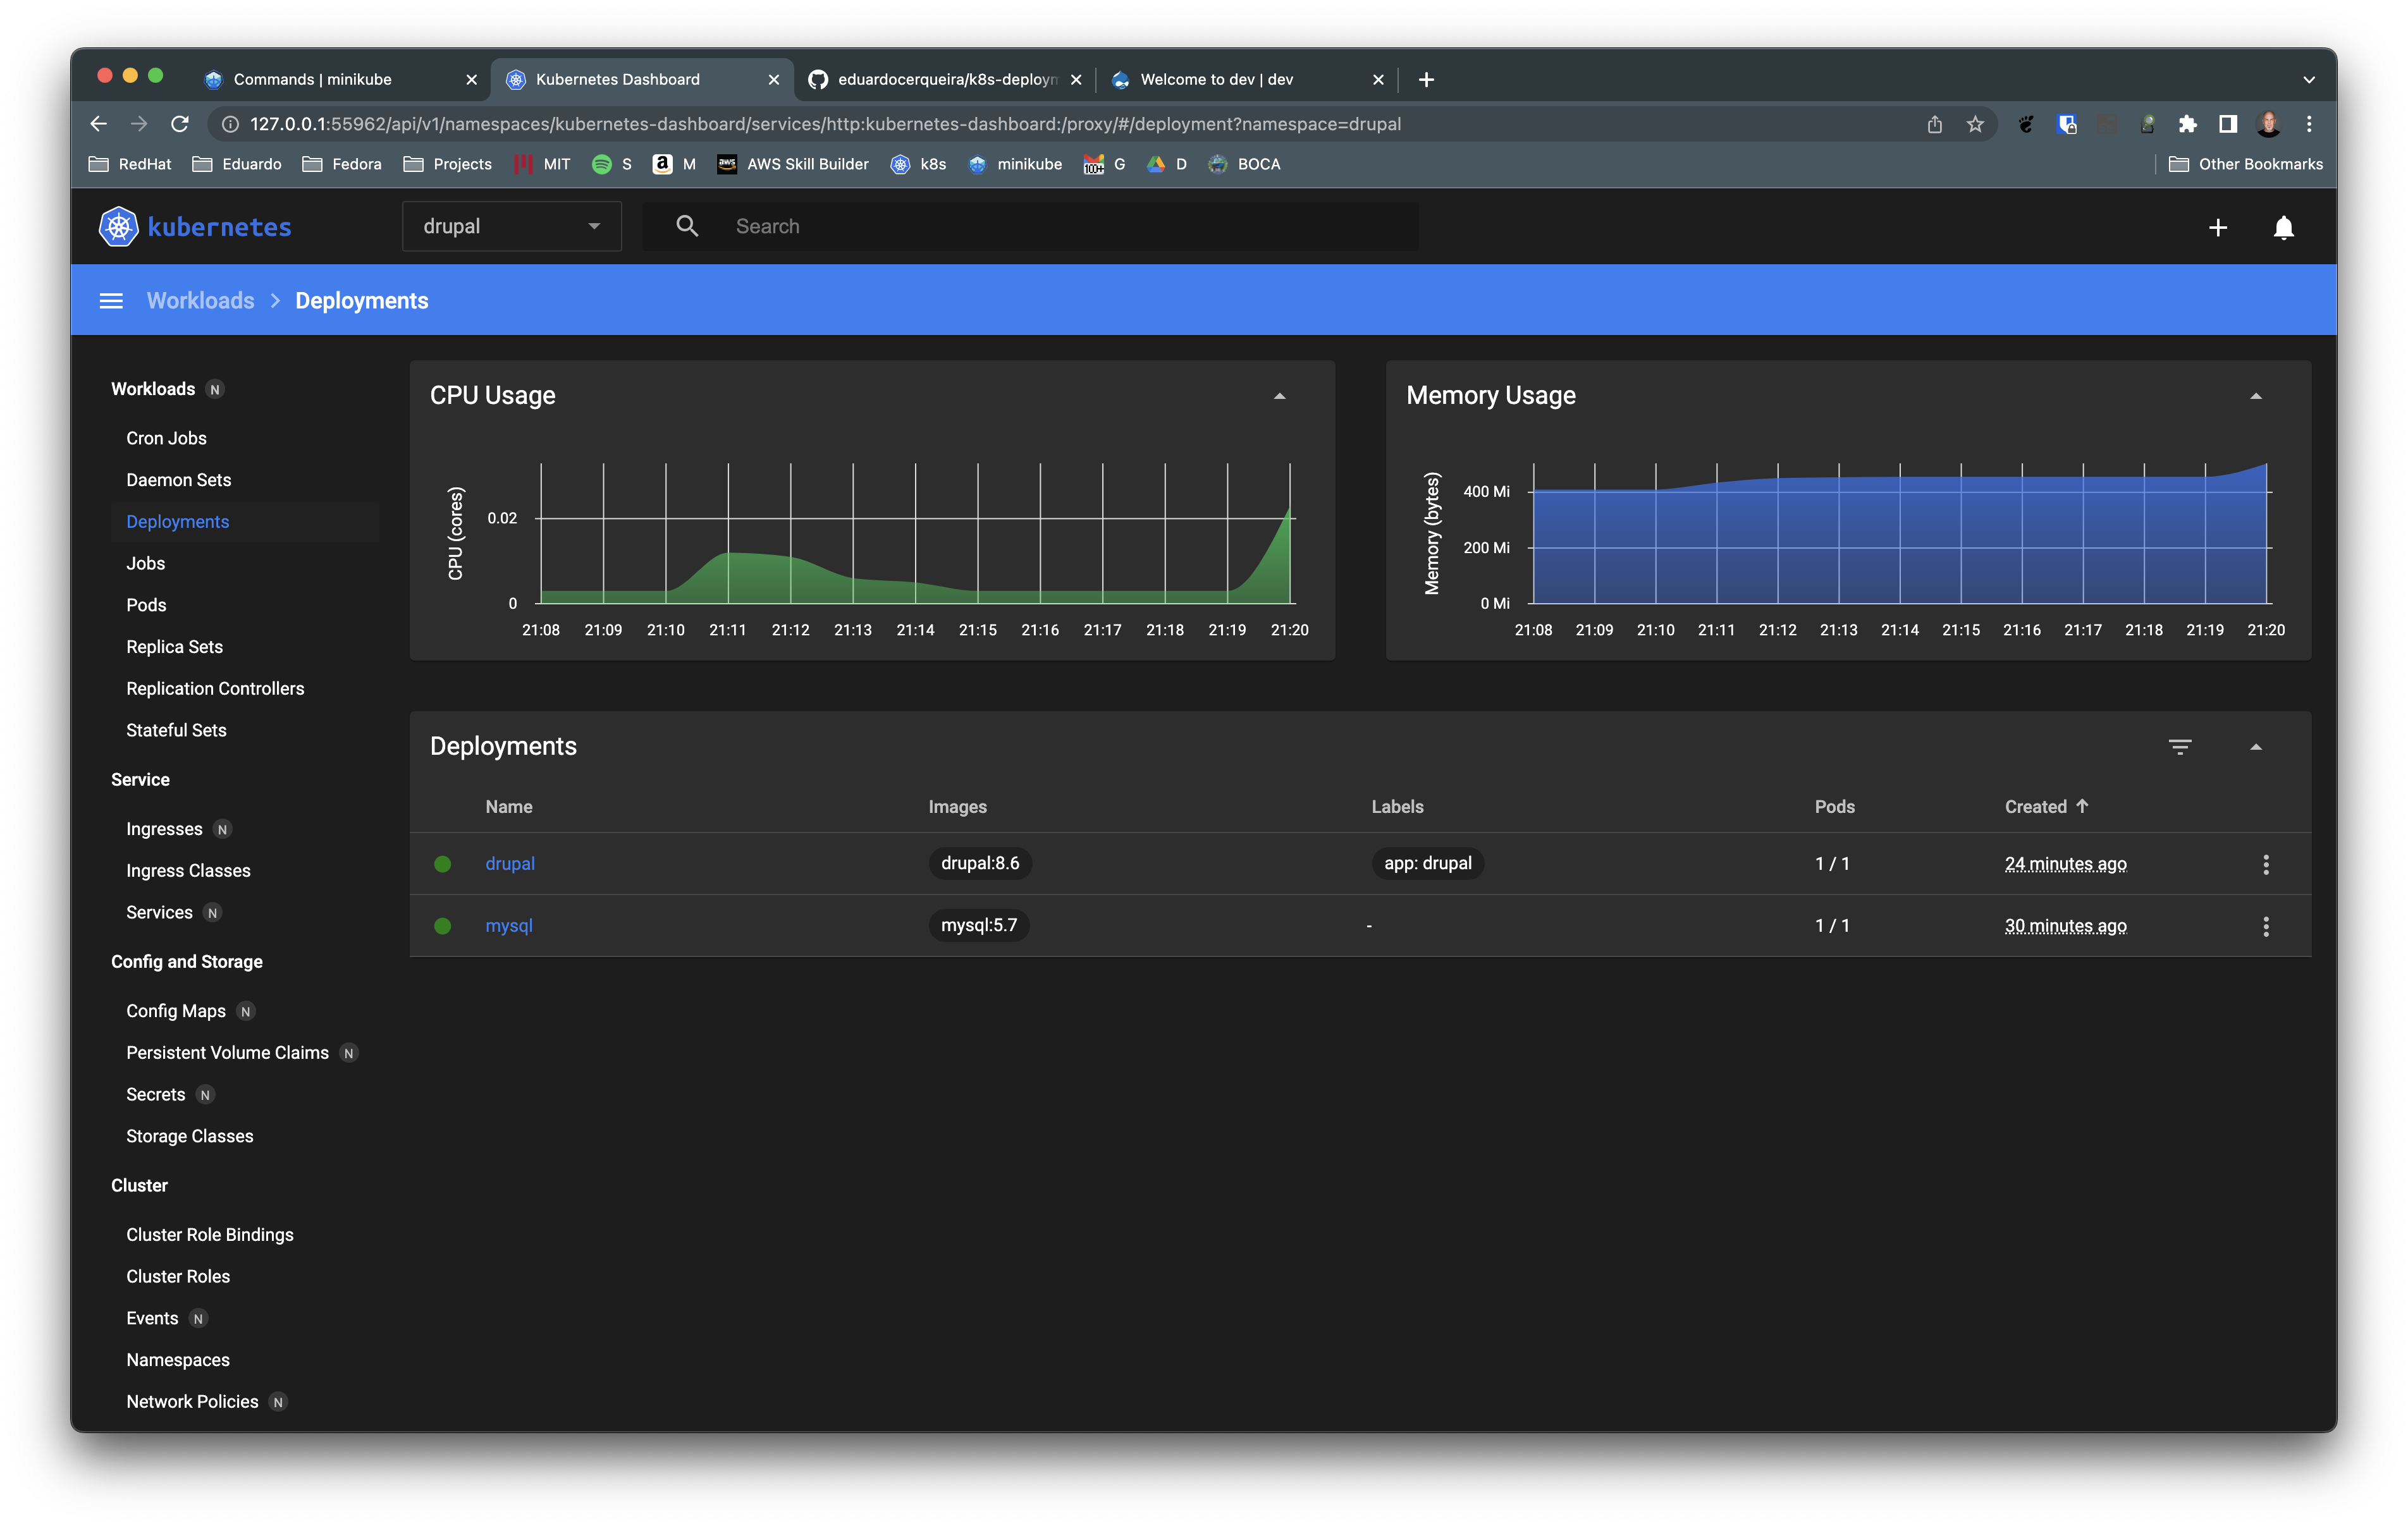 Commands | minikube
Kubernetes Dashboard
eduardocerqueira/k8s-deploym
Welcome to dev | dev
127.0.0.1:55962/api/v1/namespaces/kubernetes-dashboard/services/http:kubernetes-dashboard:/proxy/#/deployment?namespace=drupal
RedHat Eduardo Fedora Projects MIT S M AWS Skill Builder k8s minikube 100+ G D BOCA Other Bookmarks
kubernetes drupal Search
Workloads Deployments
Workloads N
Cron Jobs
Daemon Sets
Deployments
Jobs
Pods
Replica Sets
Replication Controllers
Stateful Sets
Service
Ingresses N
Ingress Classes
Services N
Config and Storage
Config Maps N
Persistent Volume Claims N
Secrets N
Storage Classes
Cluster
Cluster Role Bindings
Cluster Roles
Events N
Namespaces
Network Policies N
CPU Usage
CPU (cores)
0.02
0
21:08 21:09 21:10 21:11 21:12 21:13 21:14 21:15 21:16 21:17 21:18 21:19 21:20
Memory Usage
Memory (bytes)
400 Mi
200 Mi
0 Mi
21:08 21:09 21:10 21:11 21:12 21:13 21:14 21:15 21:16 21:17 21:18 21:19 21:20
Deployments
Name Images Labels Pods Created
drupal drupal:8.6 app: drupal 1 / 1 24 minutes ago
mysql mysql:5.7 - 1 / 1 30 minutes ago